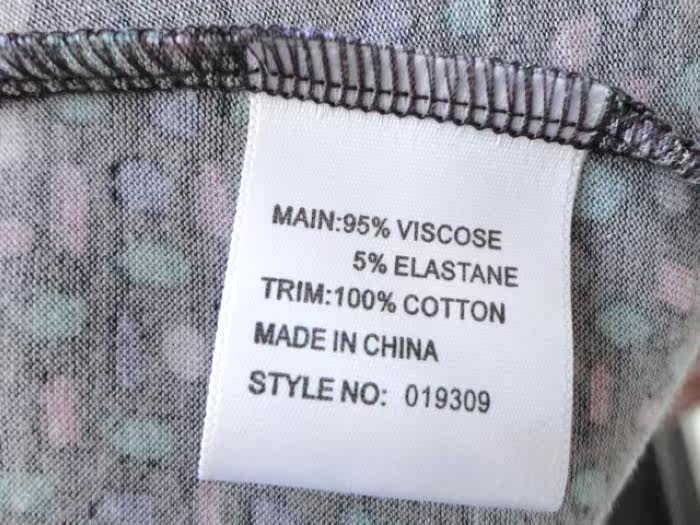 MAIN:95% VISCOSE
5% ELASTANE
TRIM:100% COTTON
MADE IN CHINA
STYLE NO: 019309